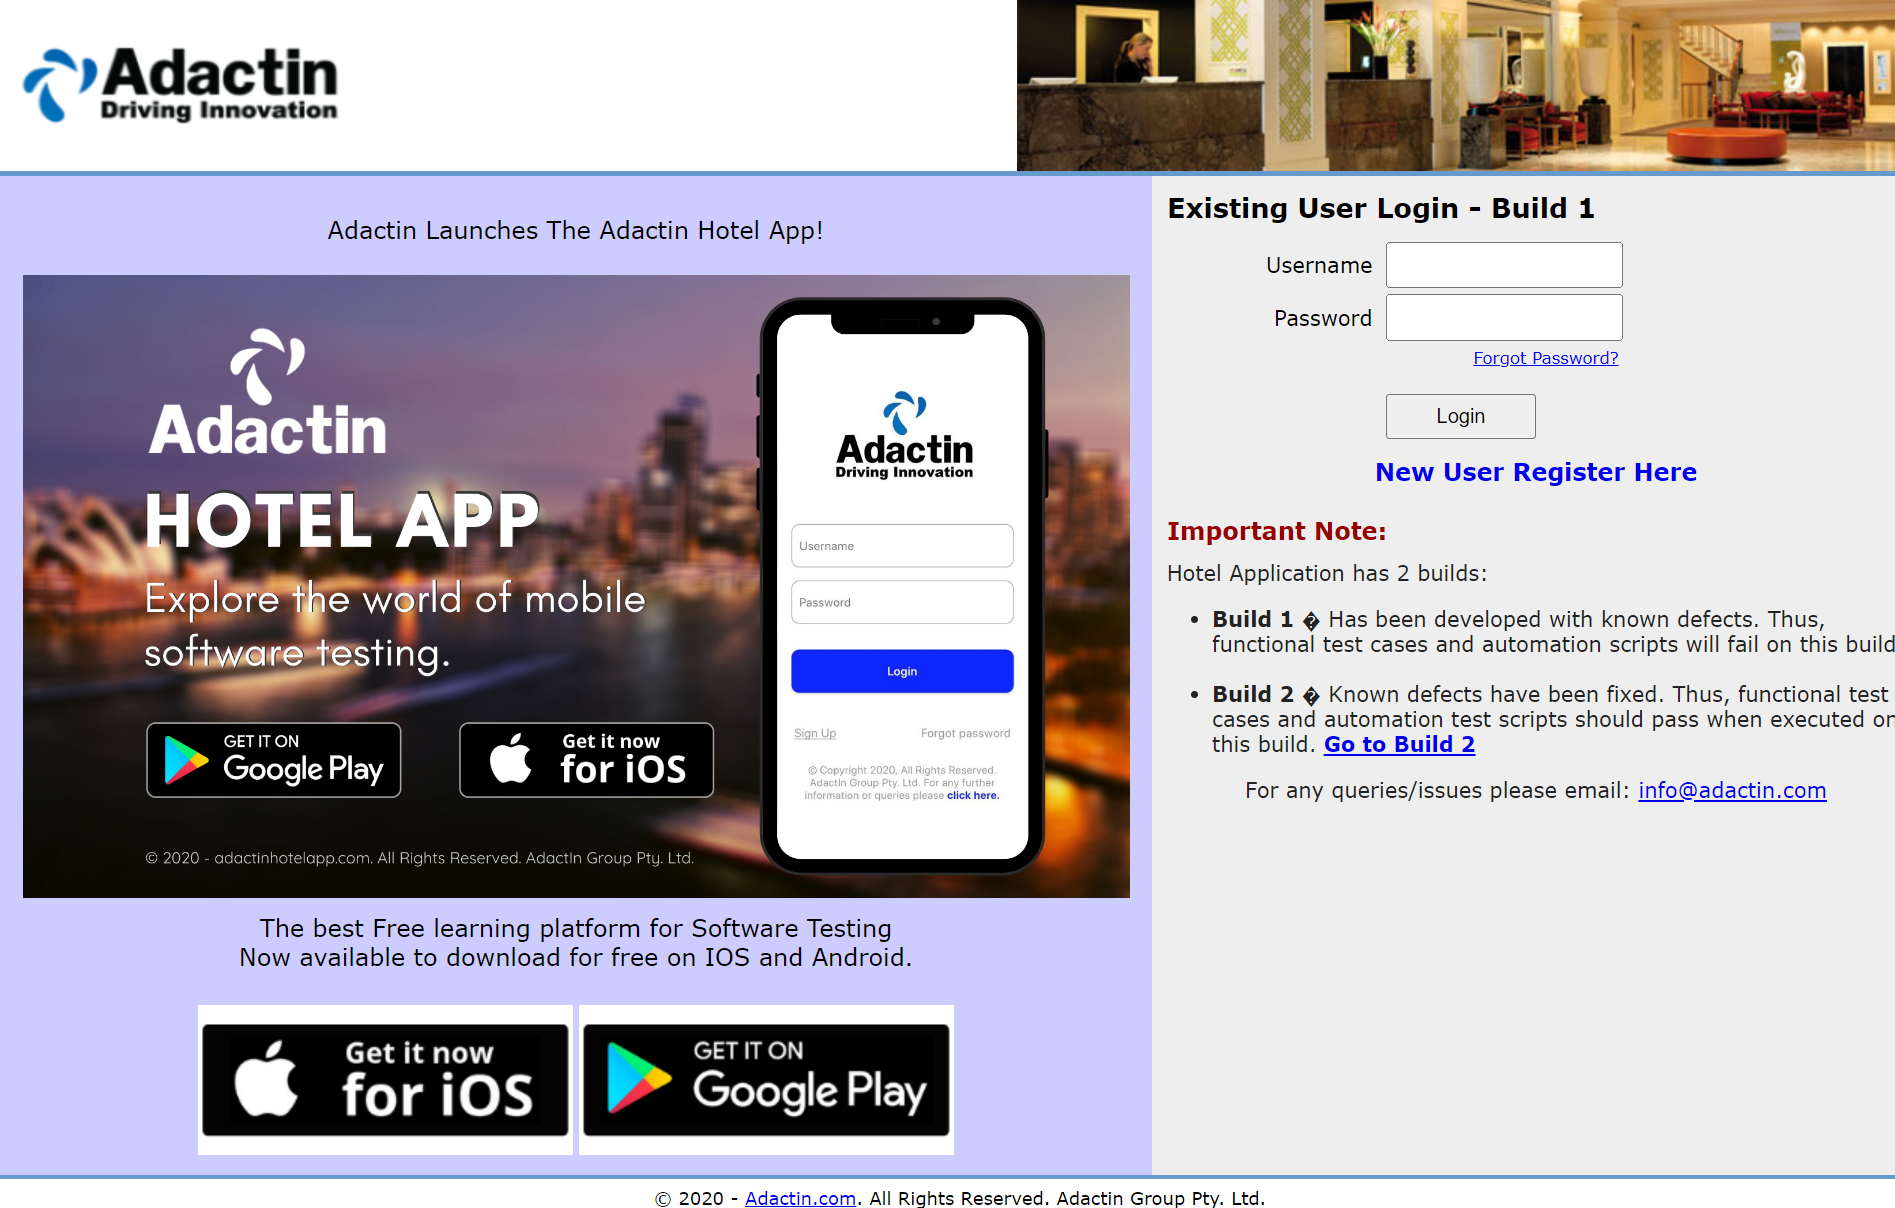 Adactin
Driving Innovation
Adactin Launches The Adactin Hotel App!
Adactin
HOTEL APP
Explore the world of mobile
software testing.
GET IT ON
Google Play
Get it now
for iOS
© 2020 - adactinhotelapp.com. All Rights Reserved. AdactIn Group Pty. Ltd.
Adactin
Driving Innovation
Username
Password
Login
Sign Up Forgot password
© Copyright 2020, All Rights Reserved.
AdactIn Group Pty. Ltd. For any further
information or queries please click here.
The best Free learning platform for Software Testing
Now available to download for free on IOS and Android.
Get it now
for iOS
GET IT ON
Google Play
Existing User Login - Build 1
Username
Password
Forgot Password?
Login
New User Register Here
Important Note:
Hotel Application has 2 builds:
• Build 1 � Has been developed with known defects. Thus,
functional test cases and automation scripts will fail on this build
• Build 2 � Known defects have been fixed. Thus, functional test
cases and automation test scripts should pass when executed on
this build. Go to Build 2
For any queries/issues please email: info@adactin.com
© 2020 - Adactin.com. All Rights Reserved. Adactin Group Pty. Ltd.